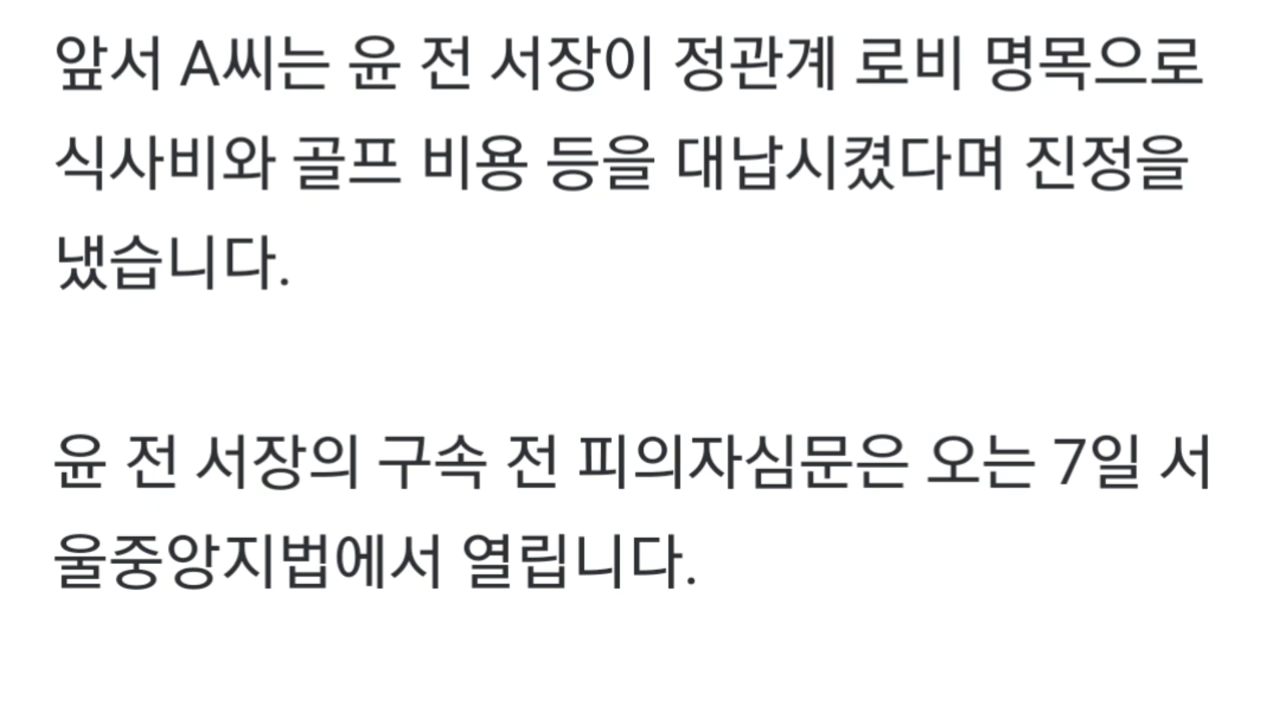 앞서 A씨는 윤 전 서장이 정관계 로비 명목으로
식사비와 골프 비용 등을 대납시켰다며 진정을
냈습니다.
윤 전 서장의 구속 전 피의자심문은 오는 7일 서
울중앙지법에서 열립니다.